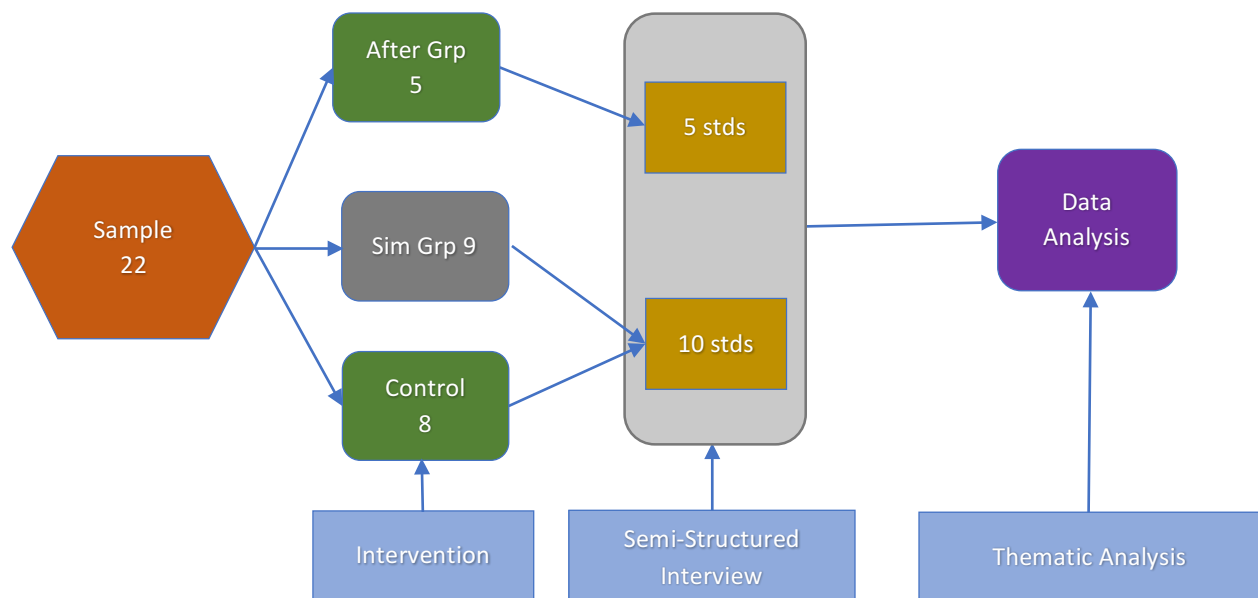 After Grp
5
5 stds
Sample
22
Sim Grp 9
Data
Analysis
10 stds
Control
8
Intervention
Semi-Structured
Interview
Thematic Analysis